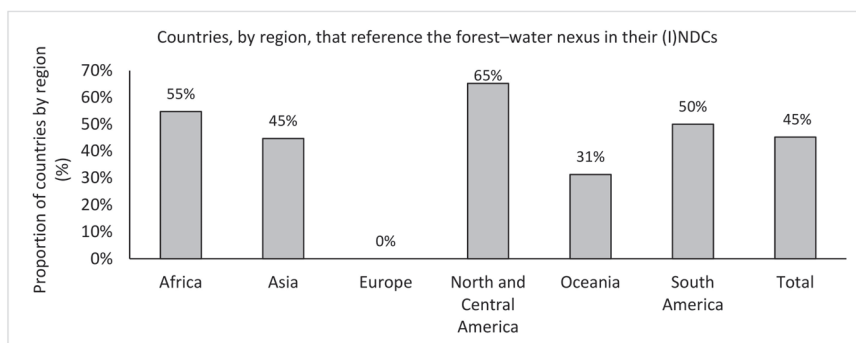 Countries, by region, that reference the forest–water nexus in their (I)NDCs
Proportion of countries by region
(%)
70%
60%
50%
40%
30%
20%
10%
0%
55%
45%
0%
65%
31%
50%
45%
Africa
Asia
Europe
North and
Central
America
Oceania
South
America
Total